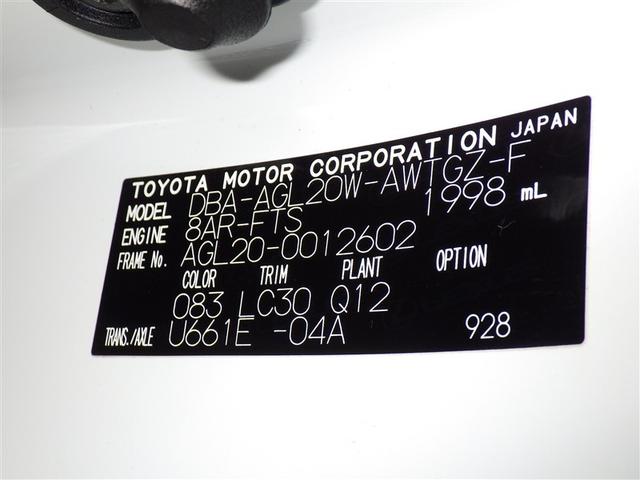 TOYOTA MOTOR CORPORATION JAPAN
MODEL DBA-AGL20W-AWTGZ-F
ENGINE 8AR-FTS 1998 mL
FRAME No. AGL20-0012602
COLOR TRIM PLANT OPTION
083 LC30 Q12
TRANS./AXLE U661E -04A 928